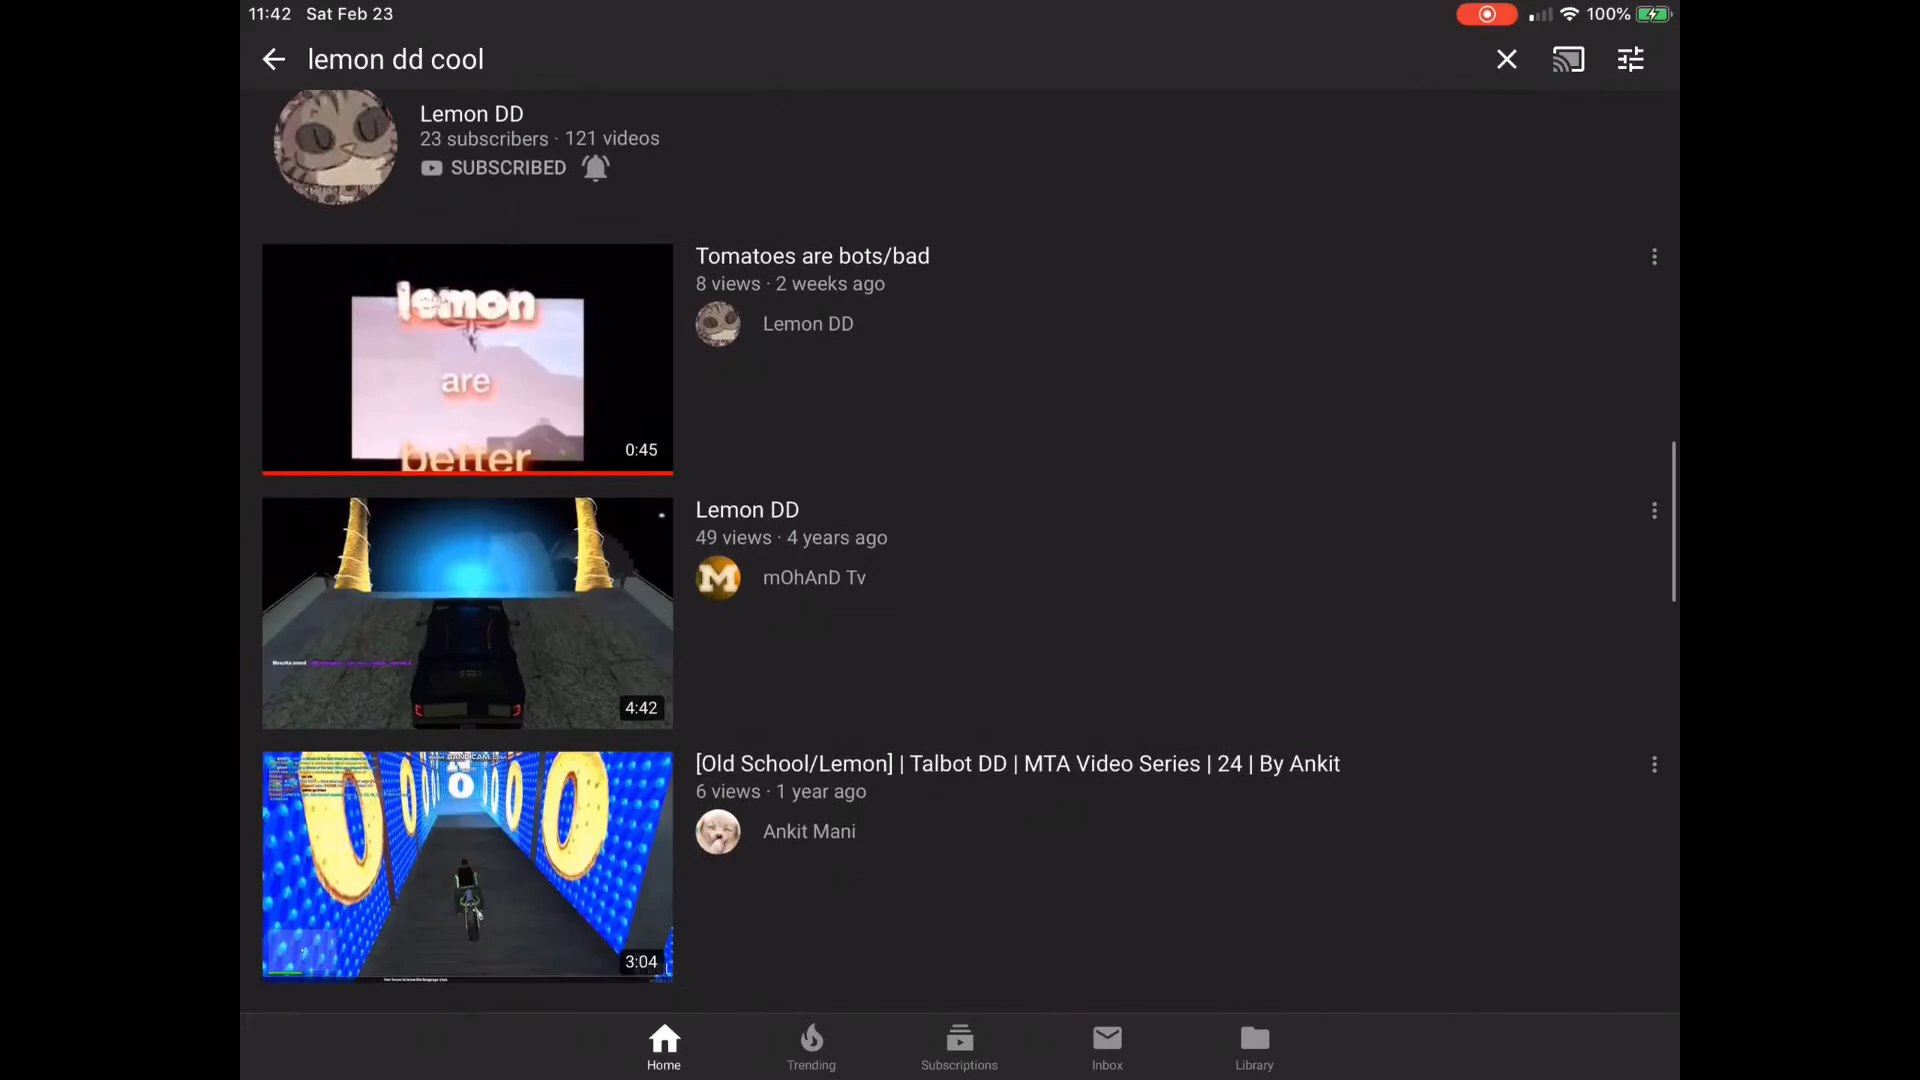 11:42 Sat Feb 23
100%
lemon dd cool
Lemon DD
23 subscribers · 121 videos
SUBSCRIBED
lemon
are
better
0:45
Tomatoes are bots/bad
8 views · 2 weeks ago
Lemon DD
4:42
Lemon DD
49 views · 4 years ago
M
mOhAnD Tv
WWW.BANDICAM.COM
3:04
[Old School/Lemon] | Talbot DD | MTA Video Series | 24 | By Ankit
6 views · 1 year ago
Ankit Mani
Home
Trending
Subscriptions
Inbox
Library